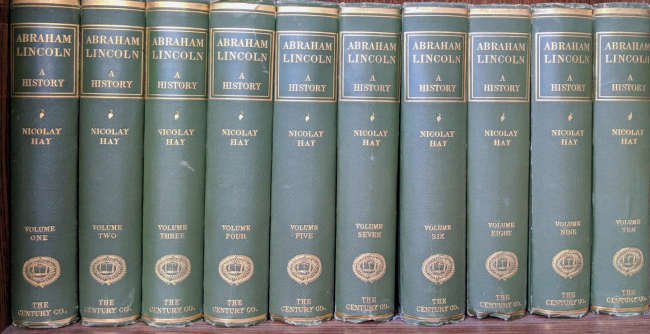 ABRAHAM
LINCOLN
A
HISTORY
NICOLAY
HAY
VOLUME
ONE
THE
CENTURY CO.
ABRAHAM
LINCOLN
A
HISTORY
NICOLAY
HAY
VOLUME
TWO
THE
CENTURY CO.
ABRAHAM
LINCOLN
A
HISTORY
NICOLAY
HAY
VOLUME
THREE
THE
CENTURY CO.
ABRAHAM
LINCOLN
A
HISTORY
NICOLAY
HAY
VOLUME
FOUR
THE
CENTURY CO.
ABRAHAM
LINCOLN
A
HISTORY
NICOLAY
HAY
VOLUME
FIVE
THE
CENTURY CO.
ABRAHAM
LINCOLN
A
HISTORY
NICOLAY
HAY
VOLUME
SEVEN
THE
CENTURY CO.
ABRAHAM
LINCOLN
A
HISTORY
NICOLAY
HAY
VOLUME
SIX
THE
CENTURY CO.
ABRAHAM
LINCOLN
A
HISTORY
NICOLAY
HAY
VOLUME
EIGHT
THE
CENTURY CO.
ABRAHAM
LINCOLN
A
HISTORY
NICOLAY
HAY
VOLUME
NINE
THE
CENTURY CO.
ABRAHAM
LINCOLN
A
HISTORY
NICOLAY
HAY
VOLUME
TEN
THE
CENTURY CO.